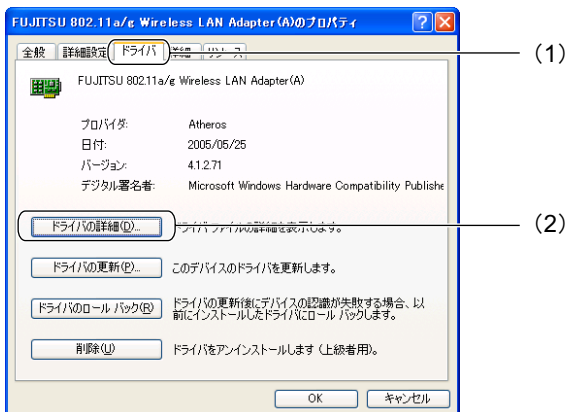 FUJITSU 802.11a/g Wireless LAN Adapter(A)のプロパティ
全般 詳細設定 ドライバ 詳細 リソース
(1)
FUJITSU 802.11a/g Wireless LAN Adapter(A)
プロバイダ: Atheros
日付: 2005/05/25
バージョン: 4.1.2.71
デジタル署名者: Microsoft Windows Hardware Compatibility Publishe
ドライバの詳細(D)... ドライバ ファイルの詳細を表示します。
(2)
ドライバの更新(P)... このデバイスのドライバを更新します。
ドライバのロール バック(R) ドライバの更新後にデバイスの認識が失敗する場合、以
前にインストールしたドライバにロール バックします。
削除(U) ドライバをアンインストールします (上級者用)。
OK キャンセル